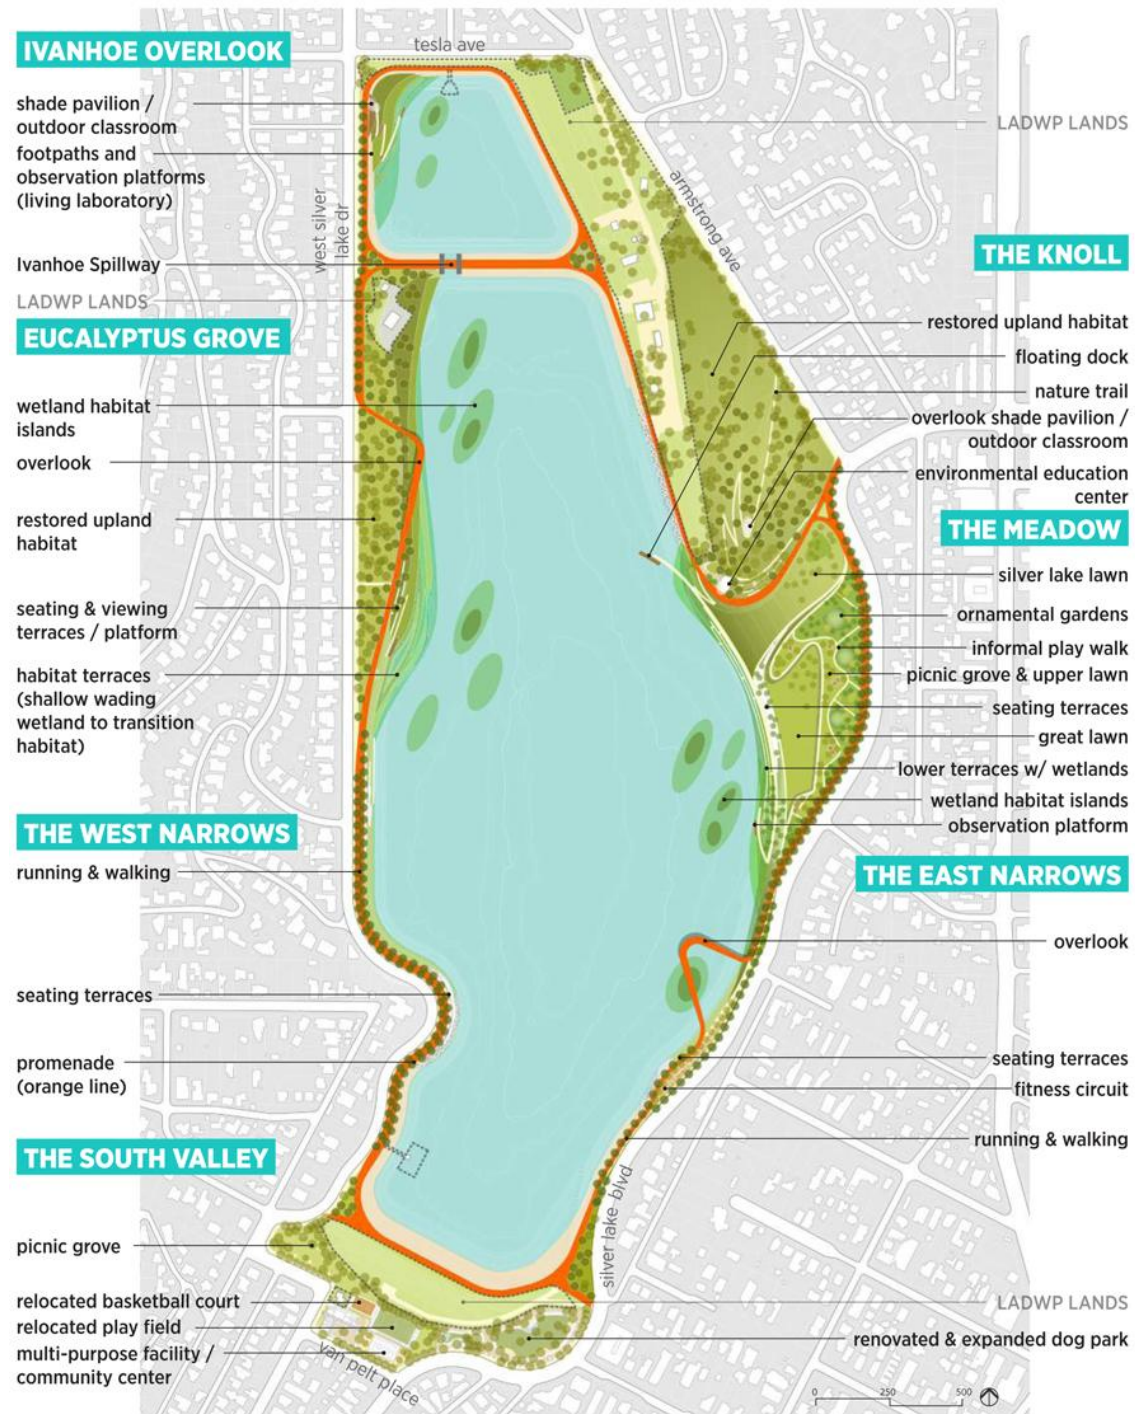 tesla ave
IVANHOE OVERLOOK
shade pavilion /
outdoor classroom
footpaths and
observation platforms
(living laboratory)
west silver
lake dr
Ivanhoe Spillway
LADWP LANDS
EUCALYPTUS GROVE
wetland habitat
islands
overlook
restored upland
habitat
seating & viewing
terraces / platform
habitat terraces
(shallow wading
wetland to transition
habitat)
THE WEST NARROWS
running & walking
seating terraces
promenade
(orange line)
THE SOUTH VALLEY
picnic grove
relocated basketball court
relocated play field
multi-purpose facility /
community center
van pelt place
LADWP LANDS
armstrong ave
THE KNOLL
restored upland habitat
floating dock
nature trail
overlook shade pavilion /
outdoor classroom
environmental education
center
THE MEADOW
silver lake lawn
ornamental gardens
informal play walk
picnic grove & upper lawn
seating terraces
great lawn
lower terraces w/ wetlands
wetland habitat islands
observation platform
THE EAST NARROWS
overlook
seating terraces
fitness circuit
running & walking
silver lake blvd
LADWP LANDS
renovated & expanded dog park
0 250 500